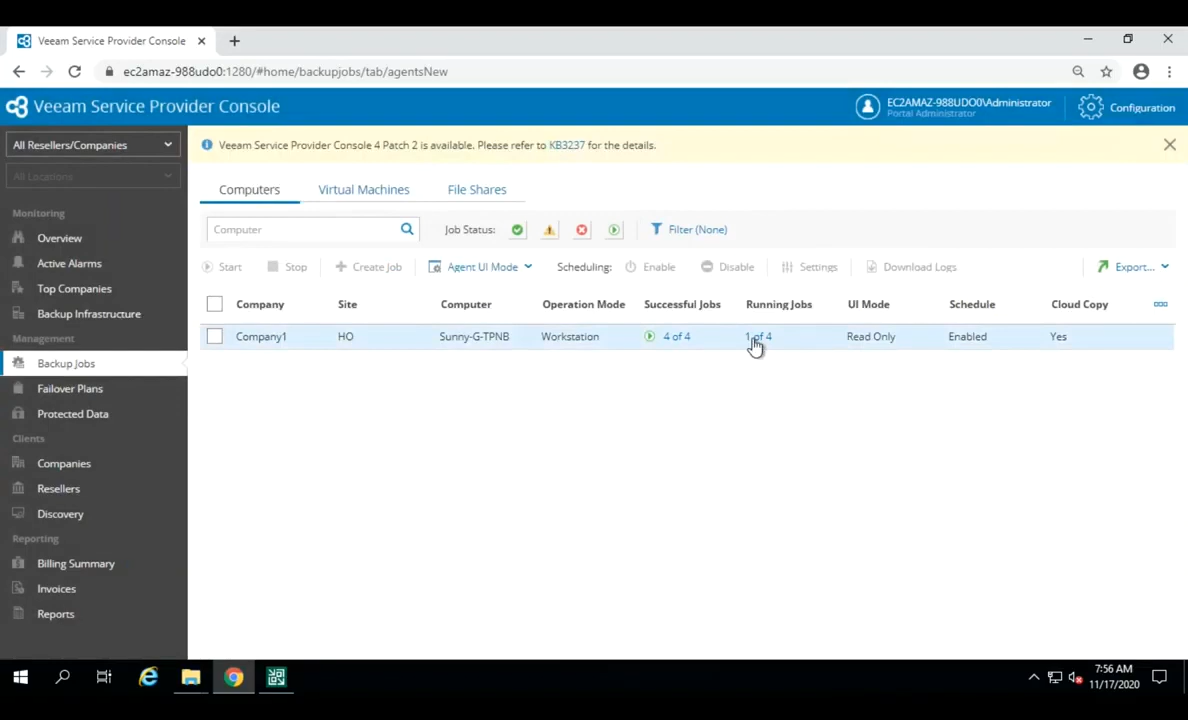 Veeam Service Provider Console
ec2amaz-988udo0:1280/#home/backupjobs/tab/agentsNew
Veeam Service Provider Console
EC2AMAZ-988UDO0\Administrator
Portal Administrator
Configuration
All Resellers/Companies
All Locations
Veeam Service Provider Console 4 Patch 2 is available. Please refer to KB3237 for the details.
Monitoring
Overview
Active Alarms
Top Companies
Backup Infrastructure
Management
Backup Jobs
Failover Plans
Protected Data
Clients
Companies
Resellers
Discovery
Reporting
Billing Summary
Invoices
Reports
Computers Virtual Machines File Shares
Computer Job Status: Filter (None)
Start Stop Create Job Agent UI Mode Scheduling: Enable Disable Settings Download Logs Export...
Company Site Computer Operation Mode Successful Jobs Running Jobs UI Mode Schedule Cloud Copy
Company1 HO Sunny-G-TPNB Workstation 4 of 4 1 of 4 Read Only Enabled Yes
7:56 AM
11/17/2020